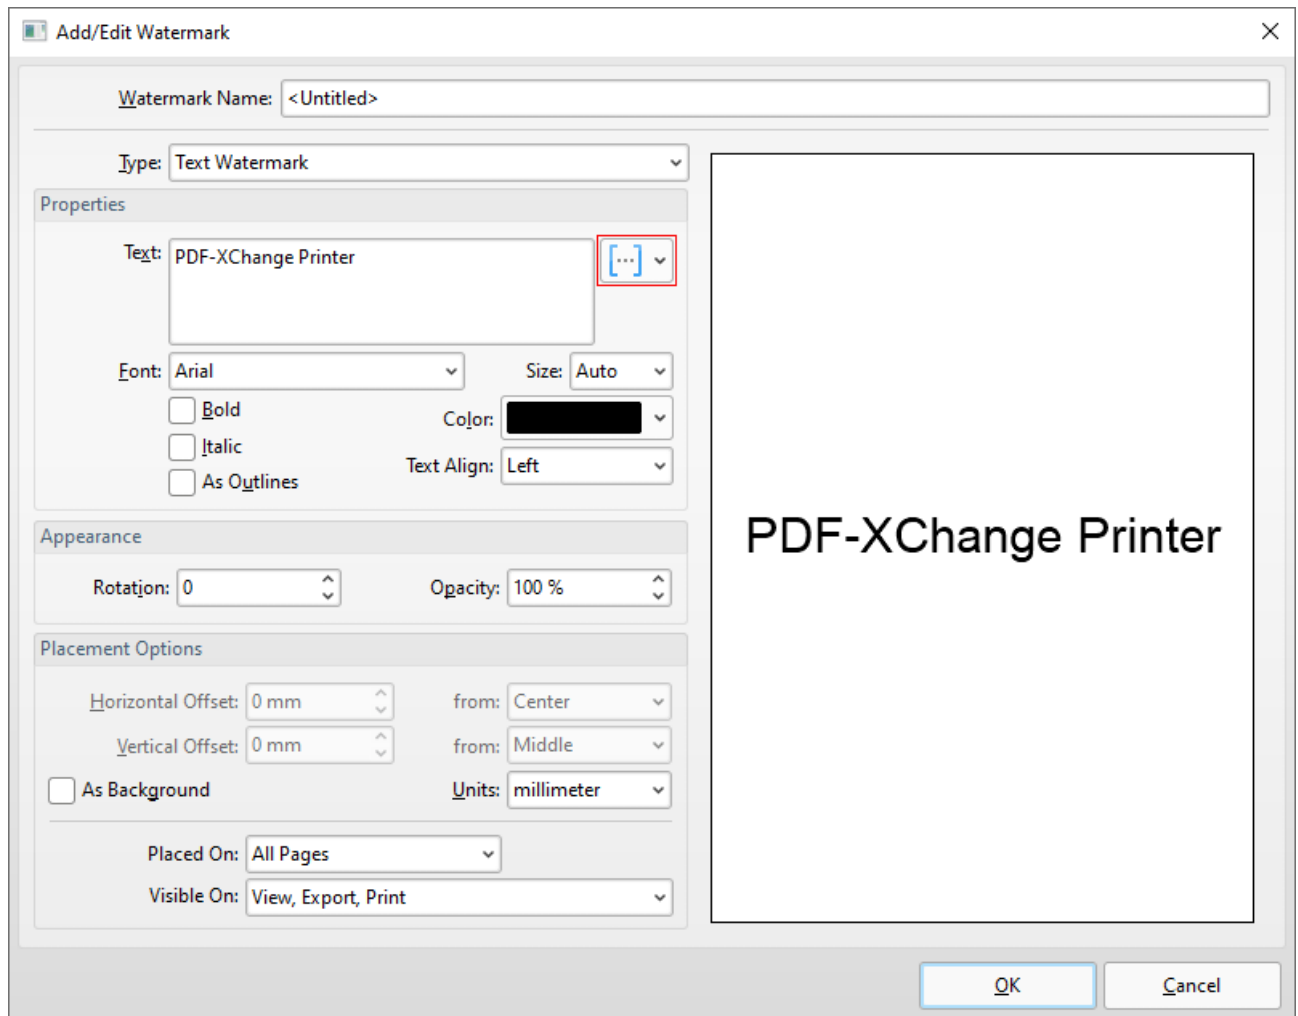 Add/Edit Watermark
Watermark Name: <Untitled>
Type: Text Watermark
Properties
Text: PDF-XChange Printer
Font: Arial Size: Auto
Bold
Color:
Italic
Text Align: Left
As Outlines
Appearance
Rotation: 0 Opacity: 100 %
Placement Options
Horizontal Offset: 0 mm from: Center
Vertical Offset: 0 mm from: Middle
As Background Units: millimeter
Placed On: All Pages
Visible On: View, Export, Print
PDF-XChange Printer
OK Cancel